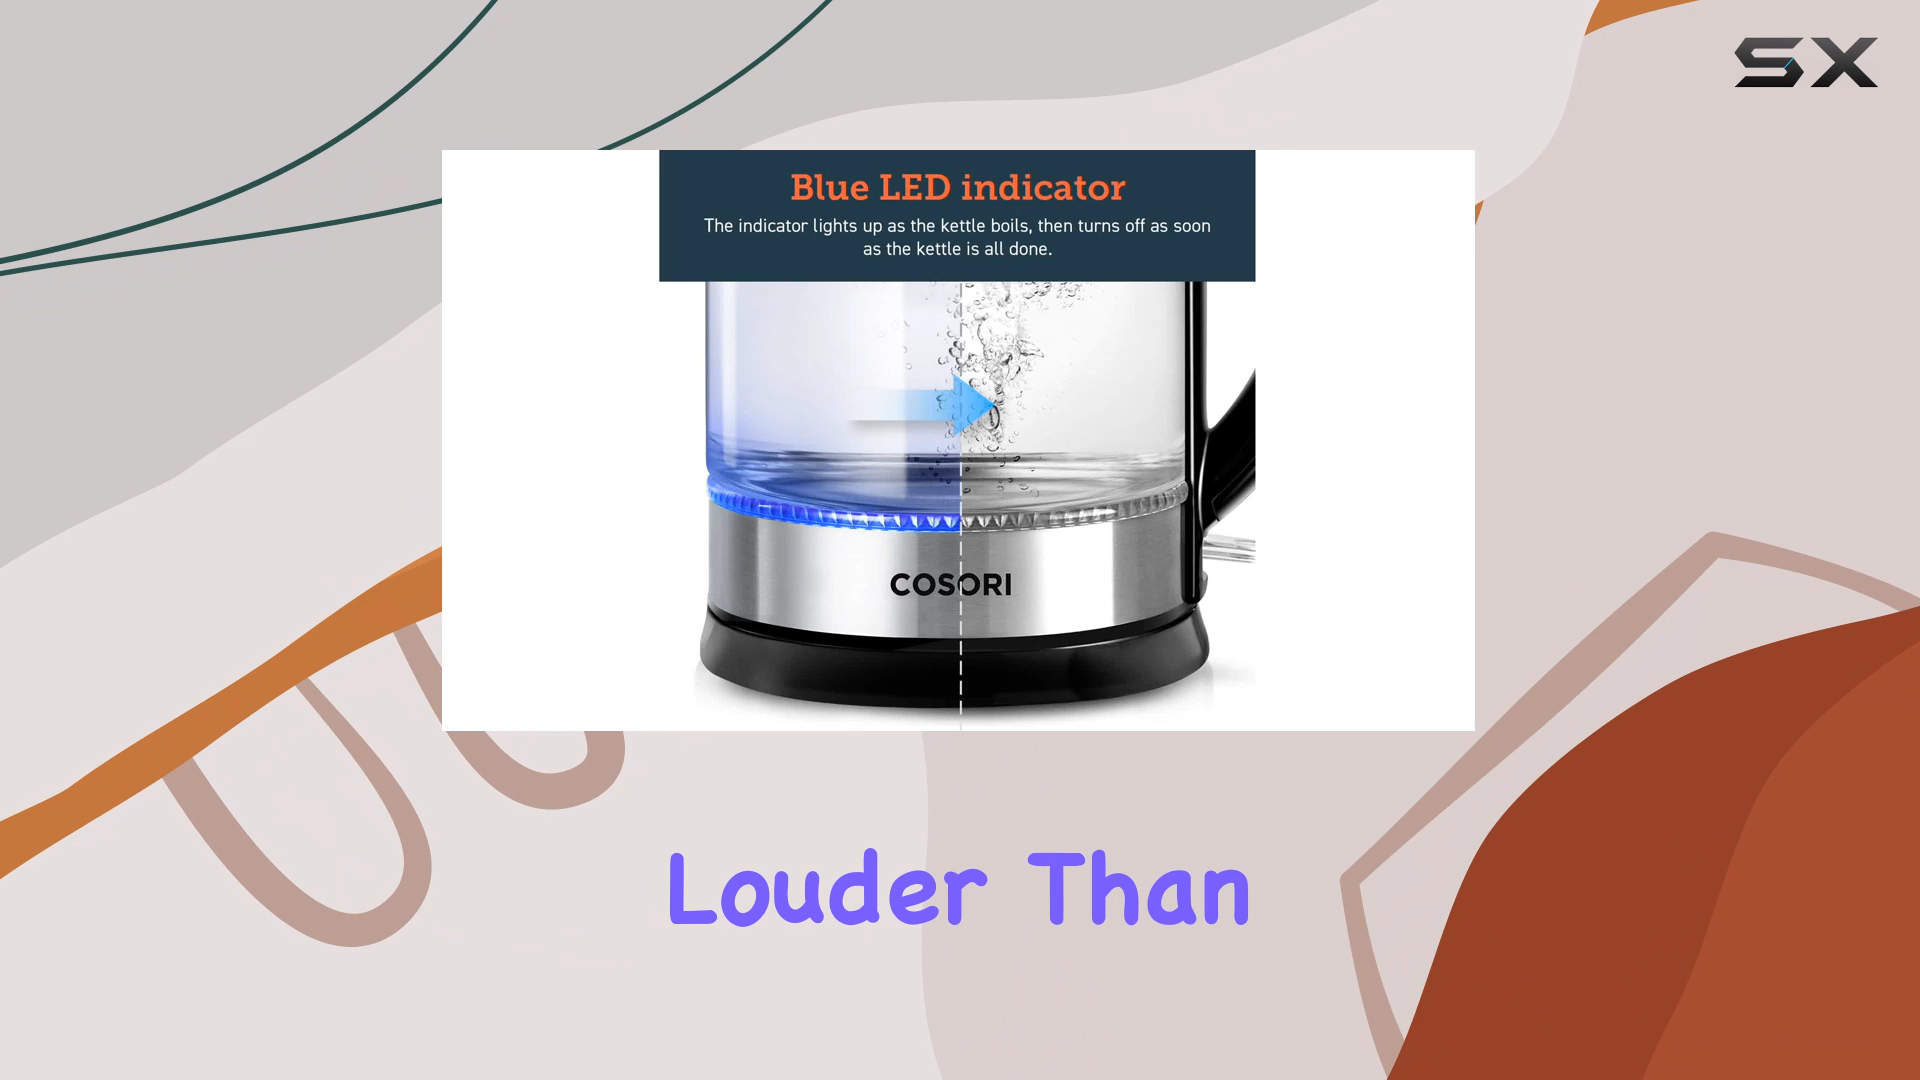 SX
Blue LED indicator
The indicator lights up as the kettle boils, then turns off as soon
as the kettle is all done.
COSORI
Louder Than